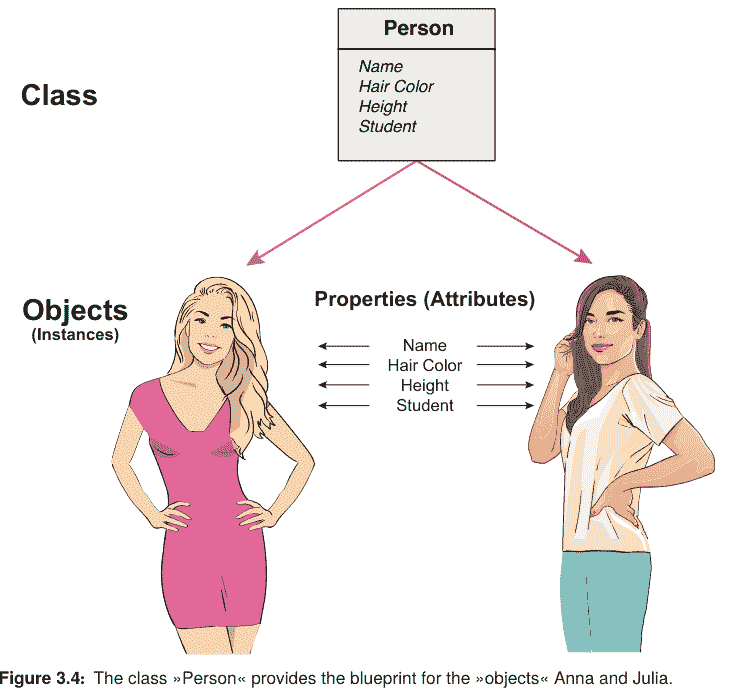 Person
Name
Hair Color
Height
Student
Class
Objects
(Instances)
Properties (Attributes)
Name
Hair Color
Height
Student
Figure 3.4: The class »Person« provides the blueprint for the »objects« Anna and Julia.